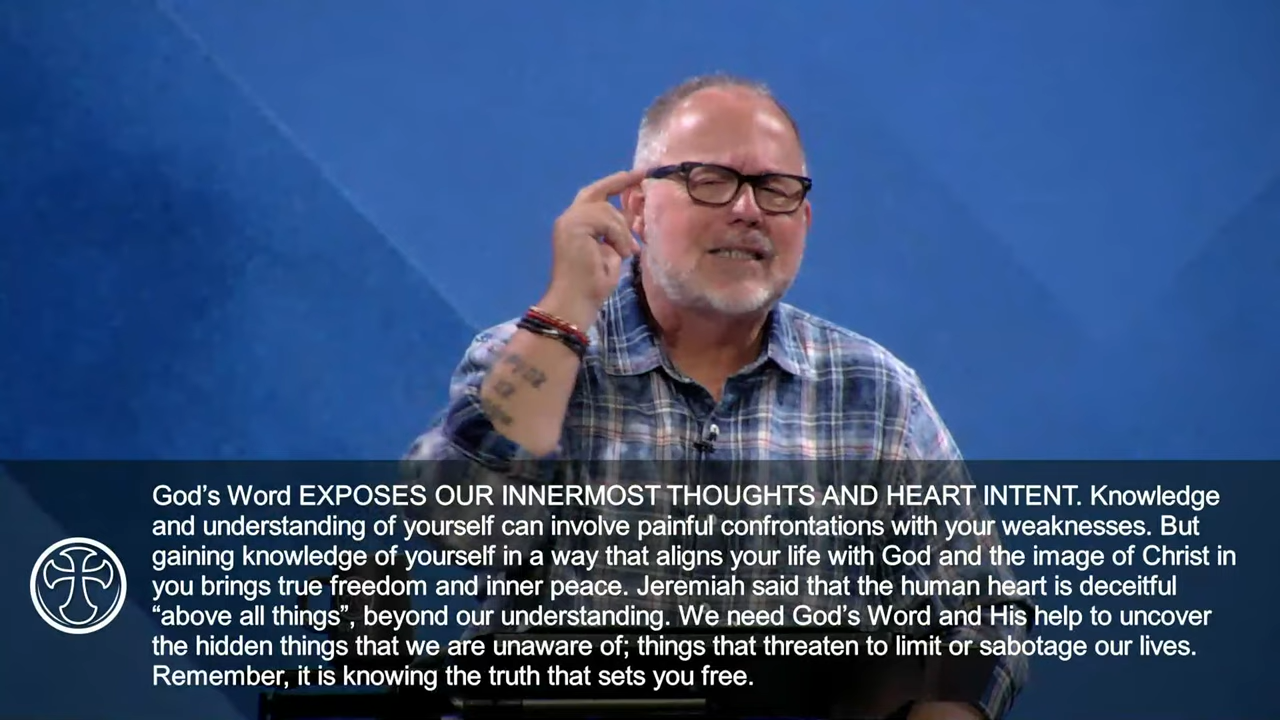 God’s Word EXPOSES OUR INNERMOST THOUGHTS AND HEART INTENT. Knowledge
and understanding of yourself can involve painful confrontations with your weaknesses. But
gaining knowledge of yourself in a way that aligns your life with God and the image of Christ in
you brings true freedom and inner peace. Jeremiah said that the human heart is deceitful
“above all things”, beyond our understanding. We need God’s Word and His help to uncover
the hidden things that we are unaware of; things that threaten to limit or sabotage our lives.
Remember, it is knowing the truth that sets you free.